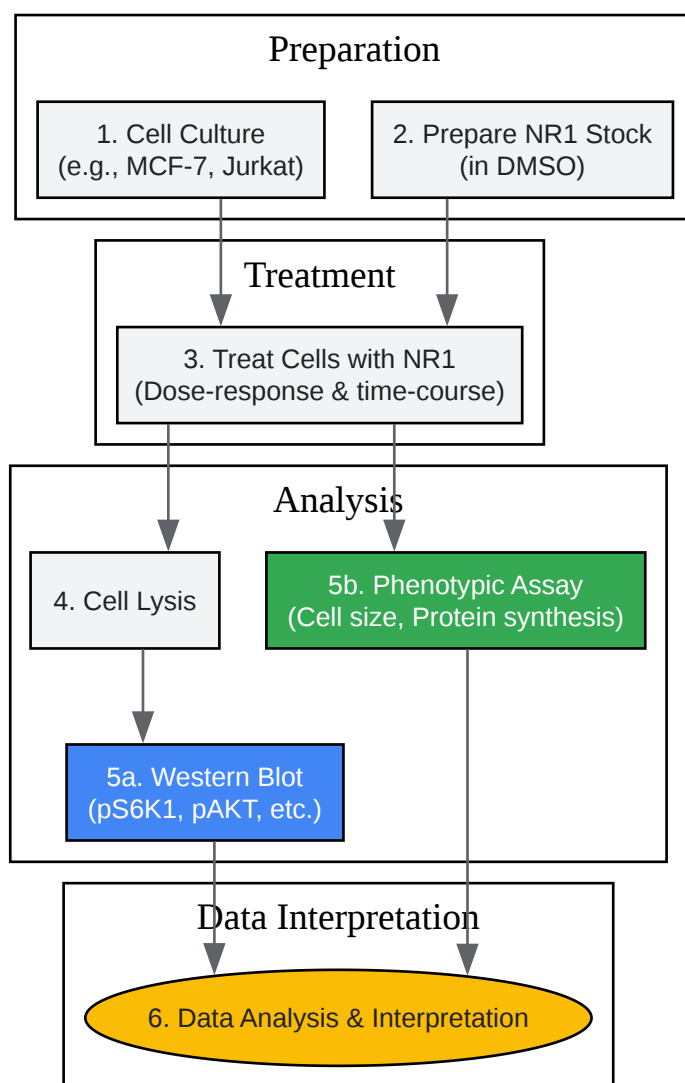 Preparation
1. Cell Culture
(e.g., MCF-7, Jurkat)
2. Prepare NR1 Stock
(in DMSO)
Treatment
3. Treat Cells with NR1
(Dose-response & time-course)
Analysis
4. Cell Lysis
5b. Phenotypic Assay
(Cell size, Protein synthesis)
5a. Western Blot
(pS6K1, pAKT, etc.)
Data Interpretation
6. Data Analysis & Interpretation